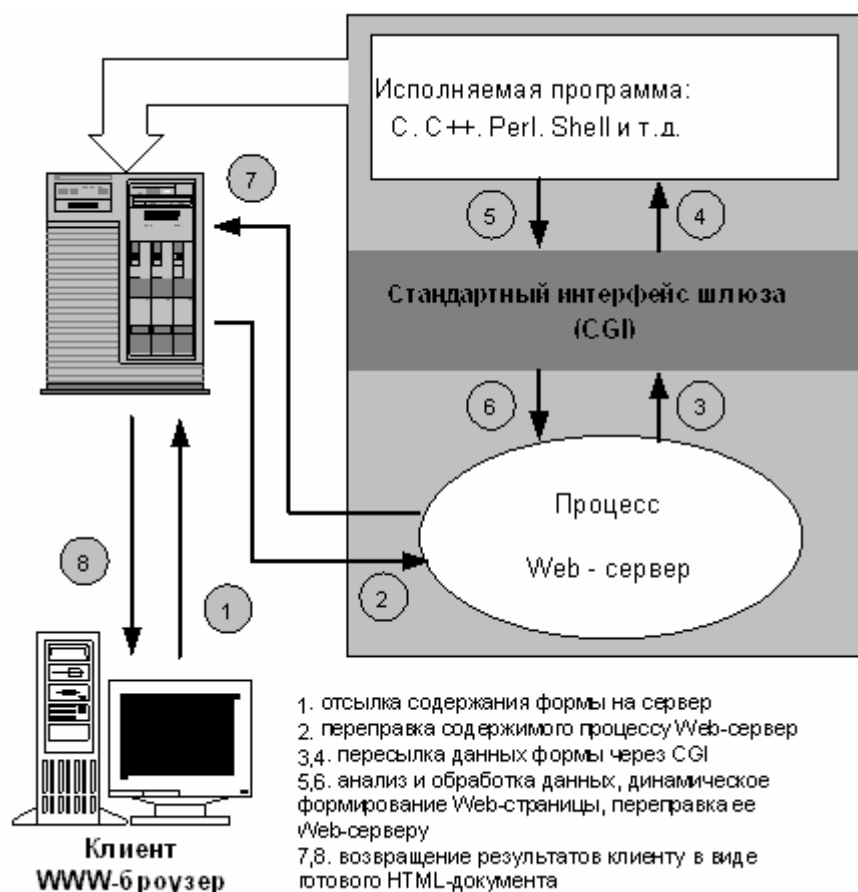 Исполняемая программа:
С. С++. Perl. Shell и т.д.
7
5
4
Стандартный интерфейс шлюза
(CGI)
6
3
Процесс
Web - сервер
8
2
1
1. отсылка содержания формы на сервер
2. переправка содержимого процессу Web-сервер
3,4. пересылка данных формы через CGI
5,6. анализ и обработка данных, динамическое
формирование Web-страницы, переправка ее
Web-серверу
7,8. возвращение результатов клиенту в виде
готового HTML-документа
Клиент
WWW-броузер